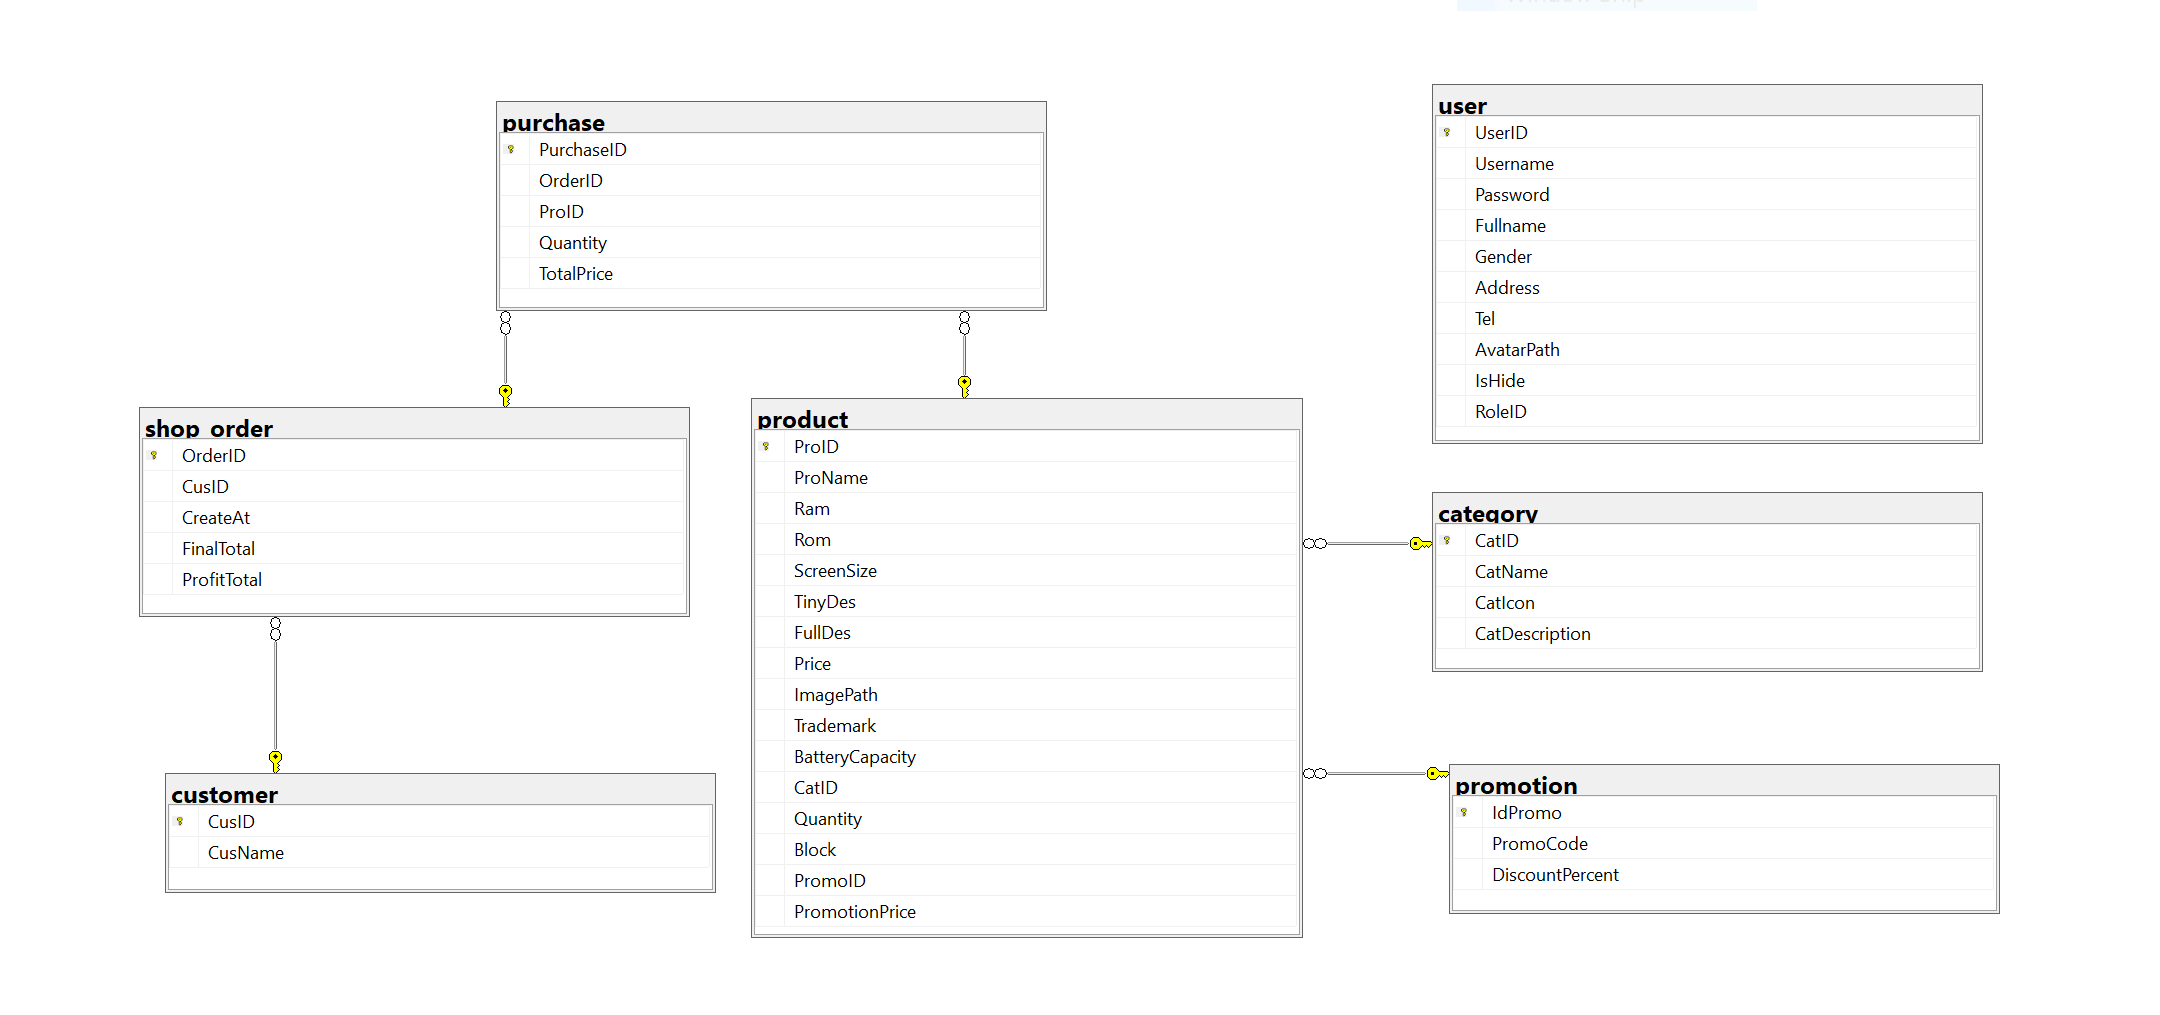 purchase
PurchaseID
OrderID
ProID
Quantity
TotalPrice
user
UserID
Username
Password
Fullname
Gender
Address
Tel
AvatarPath
IsHide
RoleID
shop_order
OrderID
CusID
CreateAt
FinalTotal
ProfitTotal
product
ProID
ProName
Ram
Rom
ScreenSize
TinyDes
FullDes
Price
ImagePath
Trademark
BatteryCapacity
CatID
Quantity
Block
PromoID
PromotionPrice
category
CatID
CatName
CatIcon
CatDescription
customer
CusID
CusName
promotion
IdPromo
PromoCode
DiscountPercent